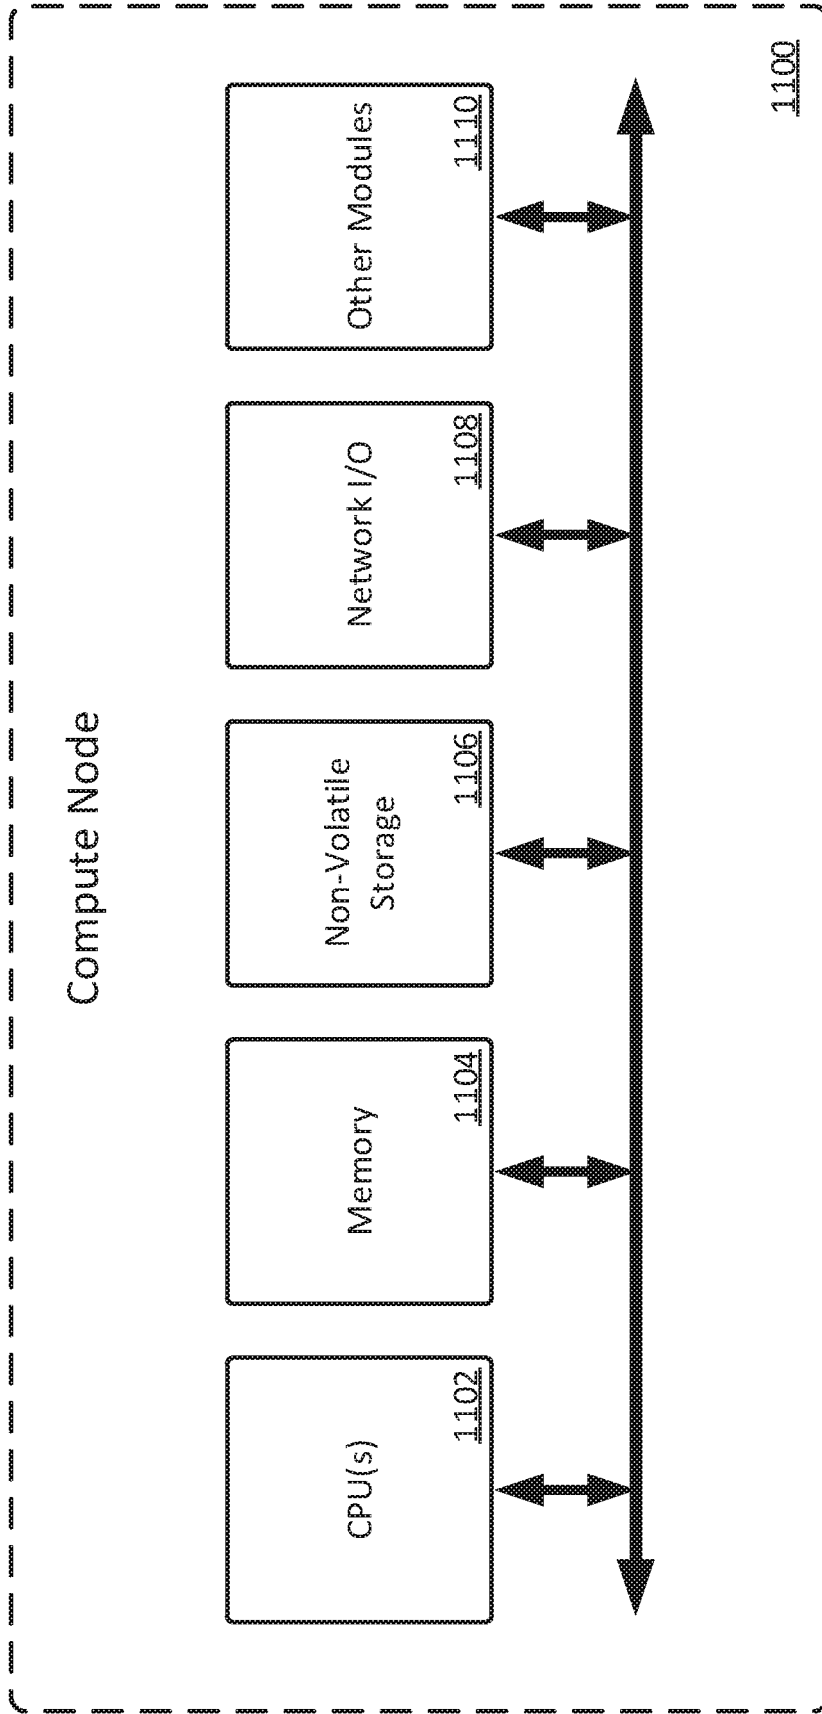 Compute Node
CPU(s)
1102
Memory
1104
Non-Volatile
Storage
1106
Network I/O
1108
Other Modules
1110
1100